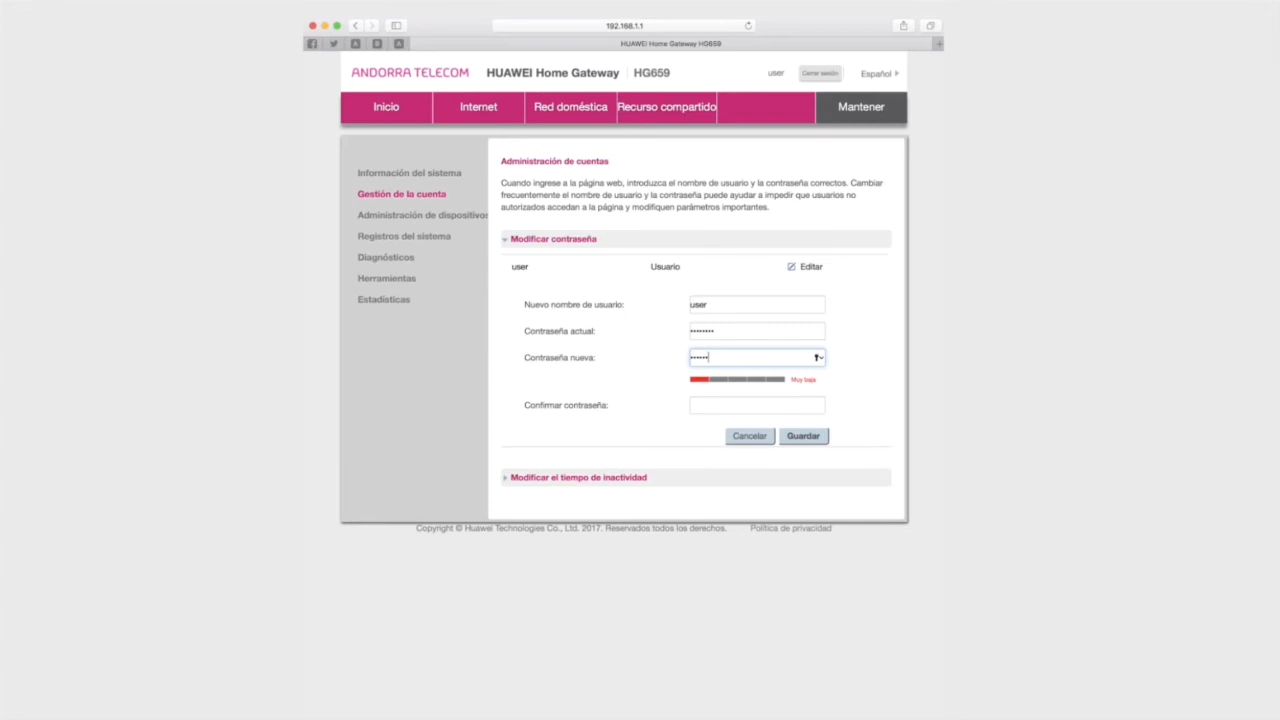 192.168.1.1
HUAWEI Home Gateway HG659
ANDORRA TELECOM HUAWEI Home Gateway HG659 user Cerrar sesión Español
Inicio Internet Red doméstica Recurso compartido Mantener
Información del sistema
Gestión de la cuenta
Administración de dispositivos
Registros del sistema
Diagnósticos
Herramientas
Estadísticas
Administración de cuentas
Cuando ingrese a la página web, introduzca el nombre de usuario y la contraseña correctos. Cambiar
frecuentemente el nombre de usuario y la contraseña puede ayudar a impedir que usuarios no
autorizados accedan a la página y modifiquen parámetros importantes.
Modificar contraseña
user Usuario Editar
Nuevo nombre de usuario: user
Contraseña actual: ••••••••
Contraseña nueva: ••••••
Muy baja
Confirmar contraseña:
Cancelar Guardar
Modificar el tiempo de inactividad
Copyright © Huawei Technologies Co., Ltd. 2017. Reservados todos los derechos. Política de privacidad